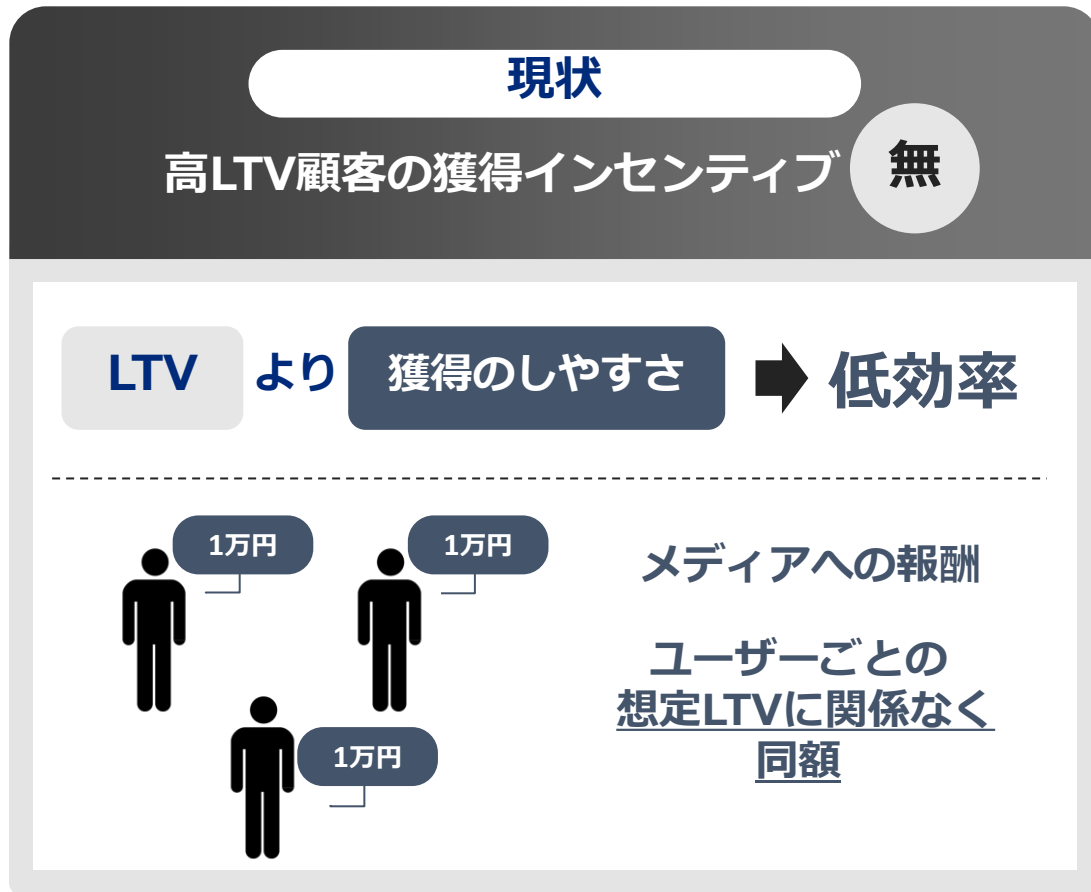 現状
高LTV顧客の獲得インセンティブ 無
LTV より 獲得のしやすさ 低効率
1万円 1万円
メディアへの報酬
ユーザーごとの
想定LTVに関係なく
同額
1万円